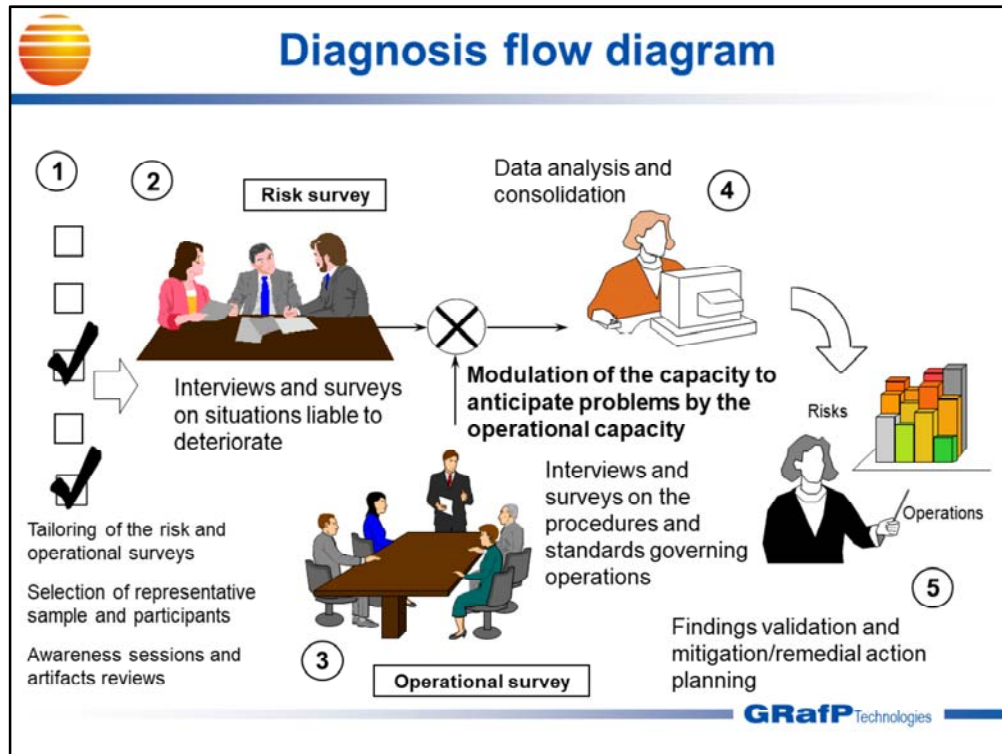 Diagnosis flow diagram
1
2
Risk survey
Interviews and surveys
on situations liable to
deteriorate
Data analysis and
consolidation
4
Modulation of the capacity to
anticipate problems by the
operational capacity
Tailoring of the risk and
operational surveys
Selection of representative
sample and participants
Awareness sessions and
artifacts reviews
3
Operational survey
Interviews and
surveys on the
procedures and
standards governing
operations
Risks
Operations
5
Findings validation and
mitigation/remedial action
planning
GRafP Technologies